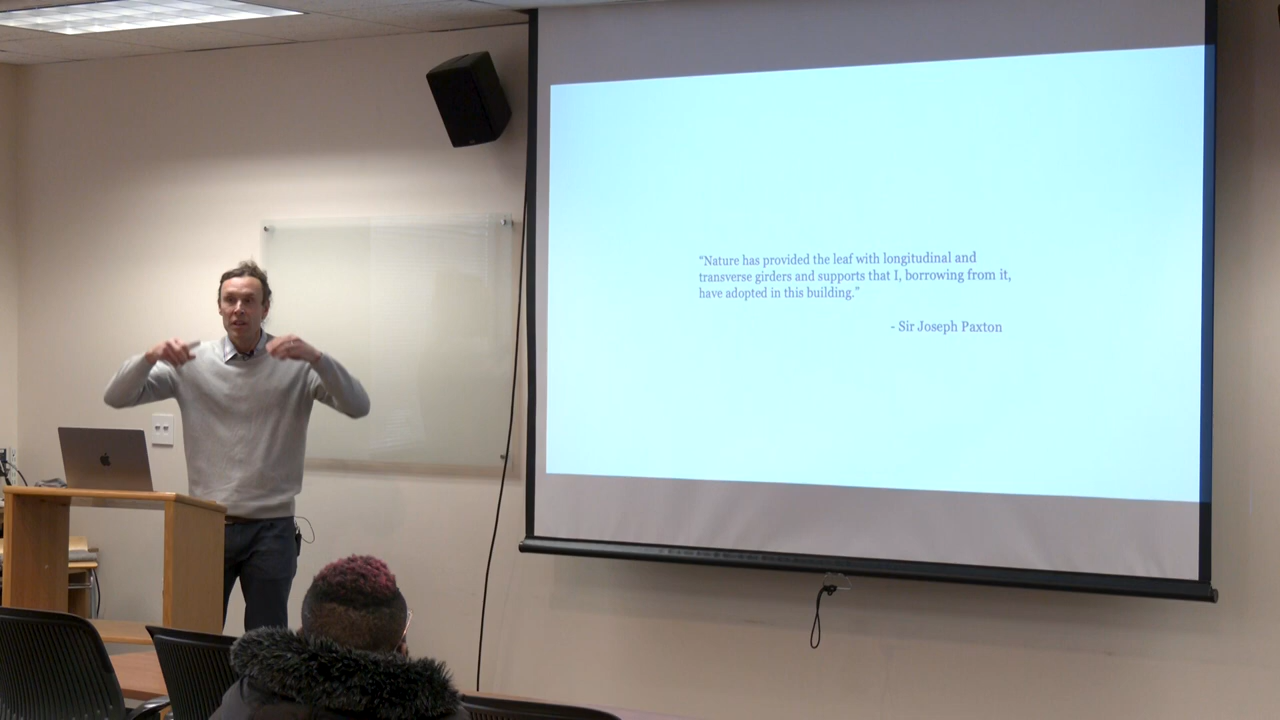 “Nature has provided the leaf with longitudinal and
transverse girders and supports that I, borrowing from it,
have adopted in this building.”
- Sir Joseph Paxton